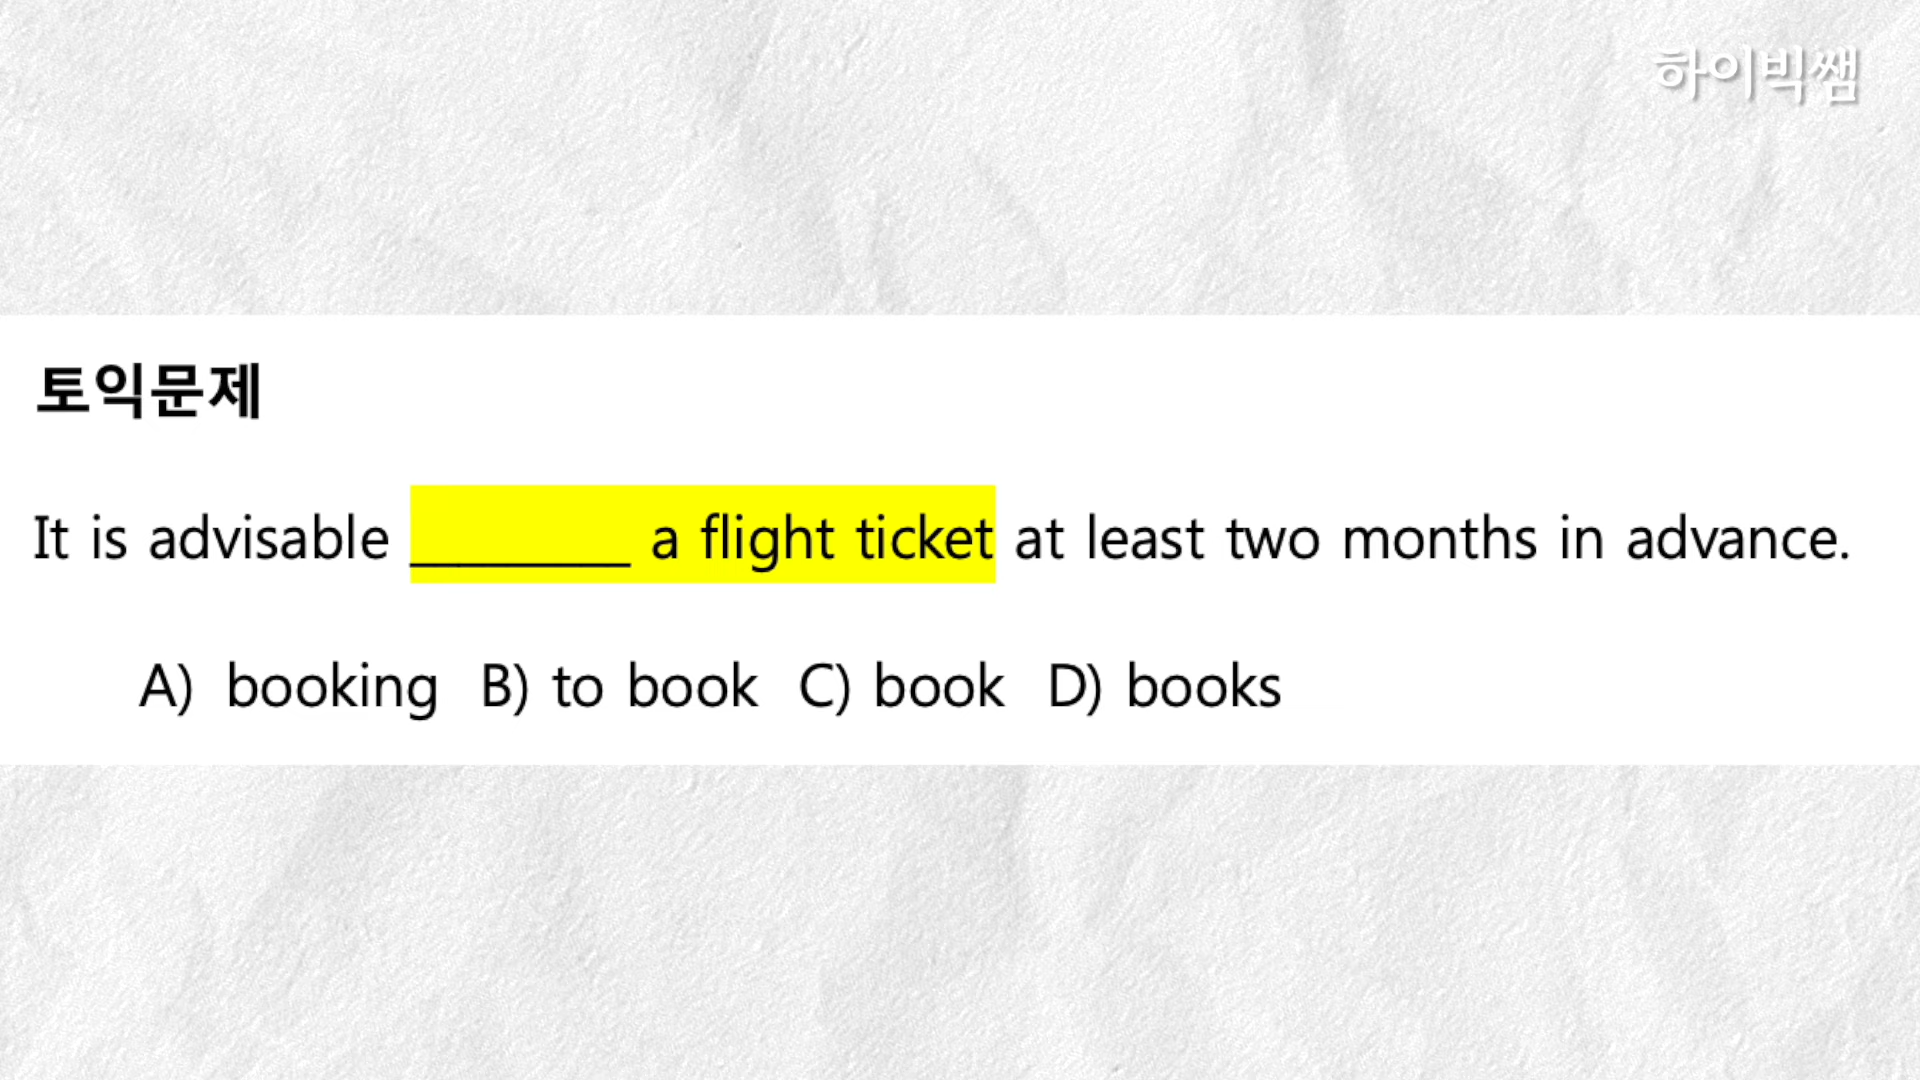 하이빅쌤
토익문제
It is advisable _________ a flight ticket at least two months in advance.
A) booking B) to book C) book D) books